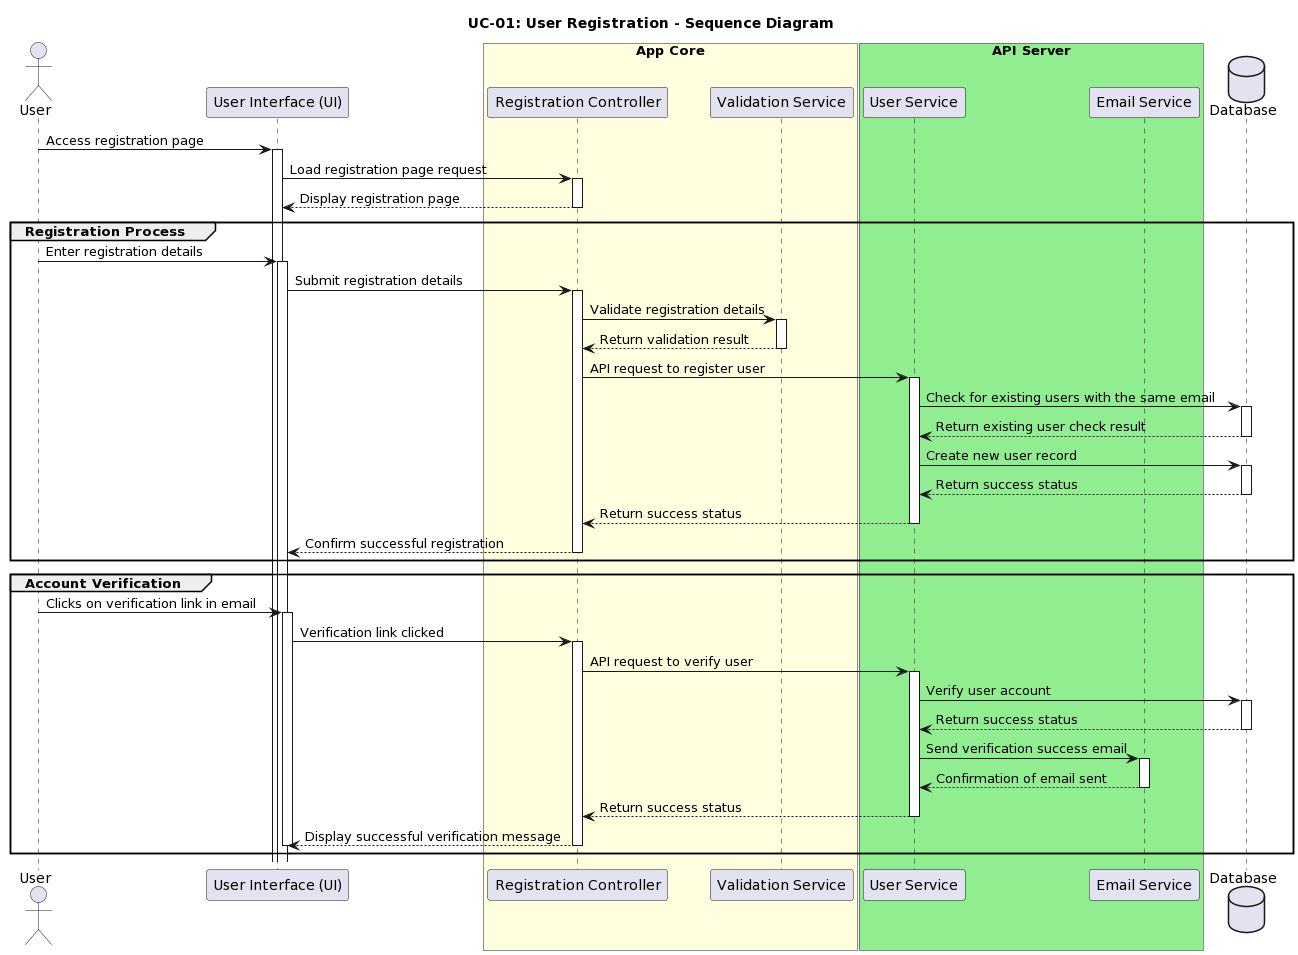 UC-01: User Registration - Sequence Diagram
App Core
API Server
User
User Interface (UI)
Registration Controller
Validation Service
User Service
Email Service
Database
Access registration page
Load registration page request
Display registration page
Registration Process
Enter registration details
Submit registration details
Validate registration details
Return validation result
API request to register user
Check for existing users with the same email
Return existing user check result
Create new user record
Return success status
Return success status
Confirm successful registration
Account Verification
Clicks on verification link in email
Verification link clicked
API request to verify user
Verify user account
Return success status
Send verification success email
Confirmation of email sent
Return success status
Display successful verification message
User
User Interface (UI)
Registration Controller
Validation Service
User Service
Email Service
Database